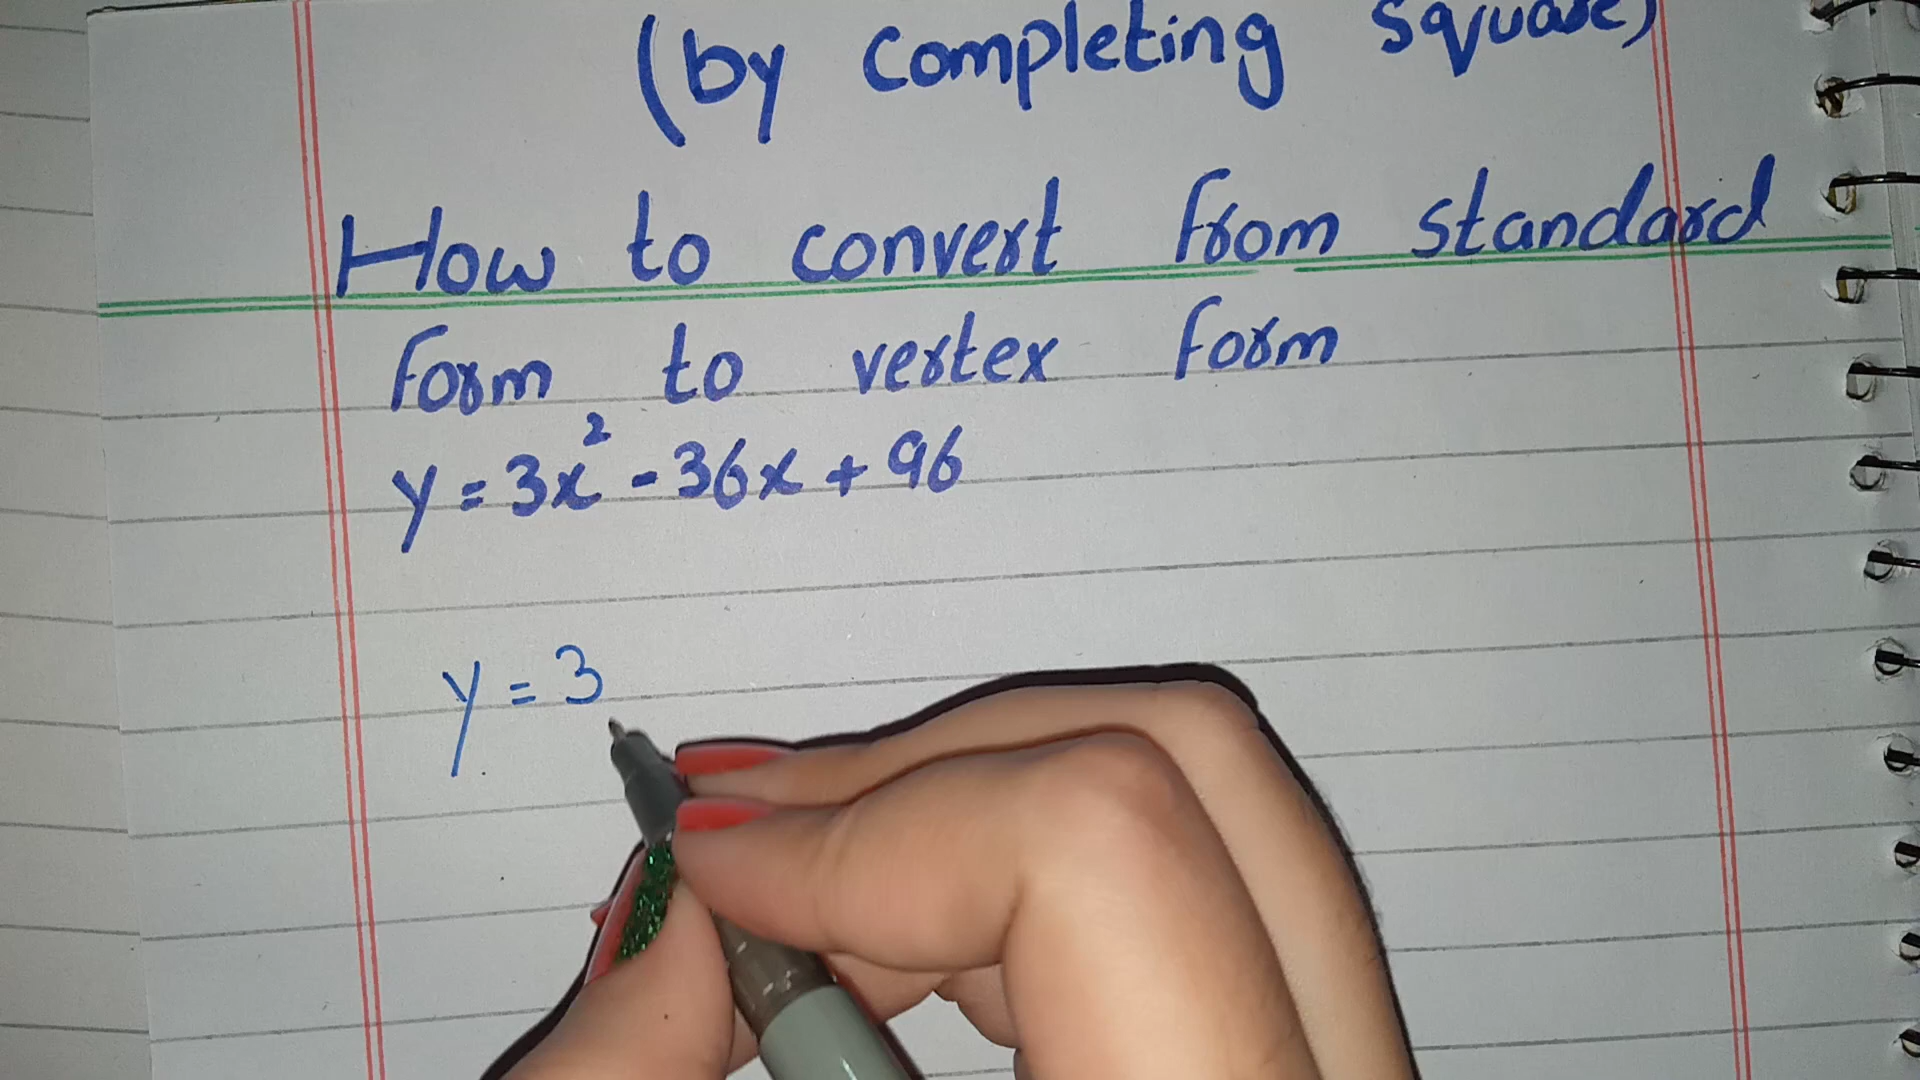 (by completing square)
How to convert from standard
form to vertex form
y = 3x² - 36x + 96
y = 3